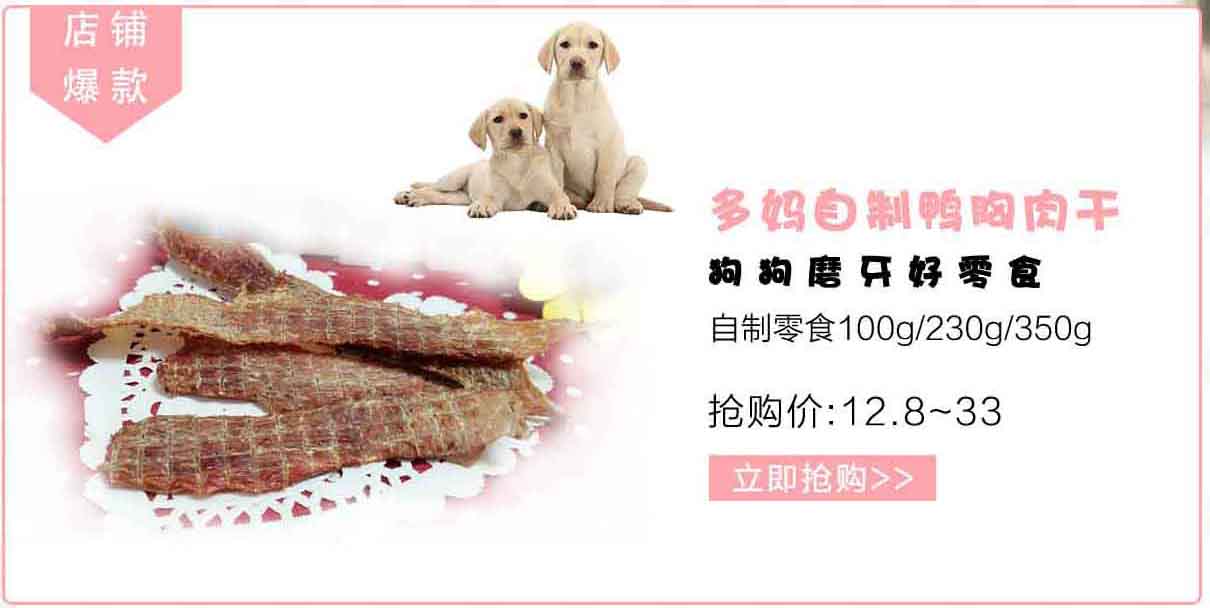 店铺
爆款
多妈自制鸭胸肉干
狗狗磨牙好零食
自制零食100g/230g/350g
抢购价:12.8~33
立即抢购>>